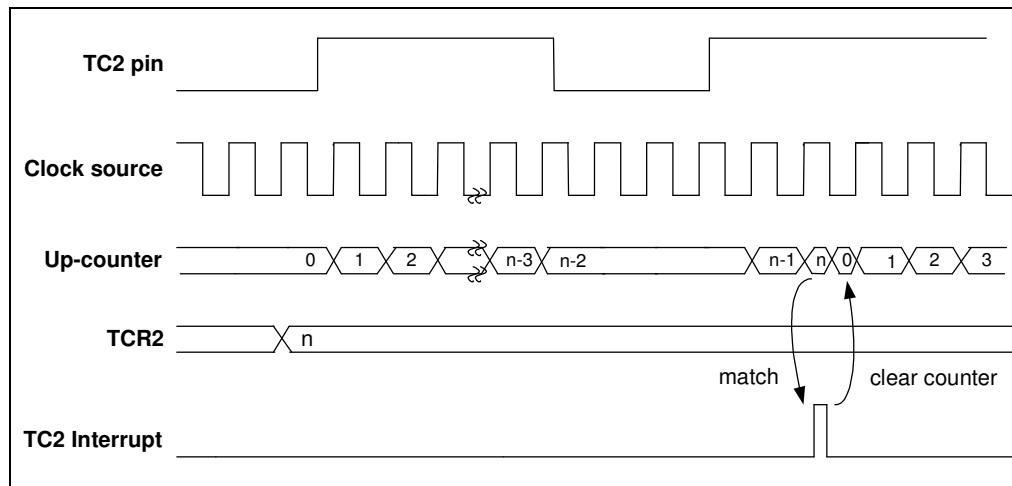 TC2 pin
Clock source
Up-counter 0 1 2 n-3 n-2 n-1 n 0 1 2 3
TCR2 n
match clear counter
TC2 Interrupt